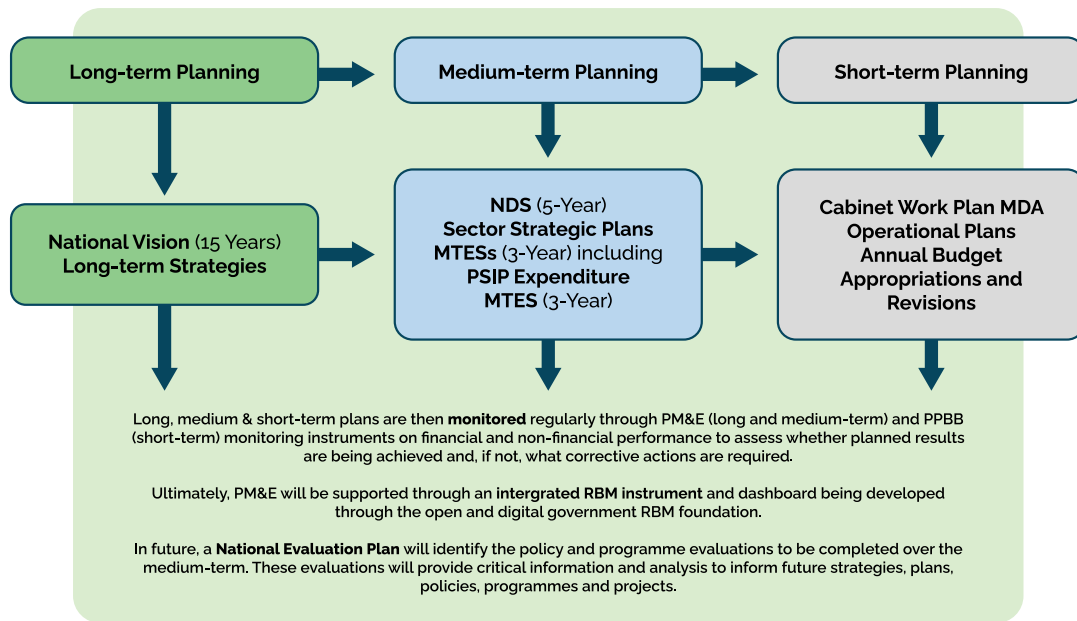 Long-term Planning
Medium-term Planning
Short-term Planning
National Vision (15 Years)
Long-term Strategies
NDS (5-Year)
Sector Strategic Plans
MTESs (3-Year) including
PSIP Expenditure
MTES (3-Year)
Cabinet Work Plan MDA
Operational Plans
Annual Budget
Appropriations and
Revisions
Long, medium & short-term plans are then monitored regularly through PM&E (long and medium-term) and PPBB
(short-term) monitoring instruments on financial and non-financial performance to assess whether planned results
are being achieved and, if not, what corrective actions are required.
Ultimately, PM&E will be supported through an intergrated RBM instrument and dashboard being developed
through the open and digital government RBM foundation.
In future, a National Evaluation Plan will identify the policy and programme evaluations to be completed over the
medium-term. These evaluations will provide critical information and analysis to inform future strategies, plans,
policies, programmes and projects.